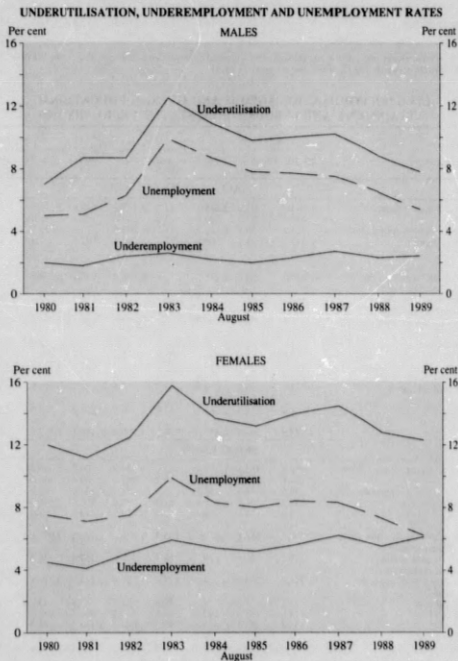 UNDERUTILISATION, UNDEREMPLOYMENT AND UNEMPLOYMENT RATES
MALES
Per cent Per cent
16 16
Underutilisation
12 12
8 8
Unemployment
4 4
Underemployment
0 0
1980 1981 1982 1983 1984 1985 1986 1987 1988 1989
August
FEMALES
Per cent Per cent
16 16
Underutilisation
12 12
Unemployment
8 8
4 4
Underemployment
0 0
1980 1981 1982 1983 1984 1985 1986 1987 1988 1989
August